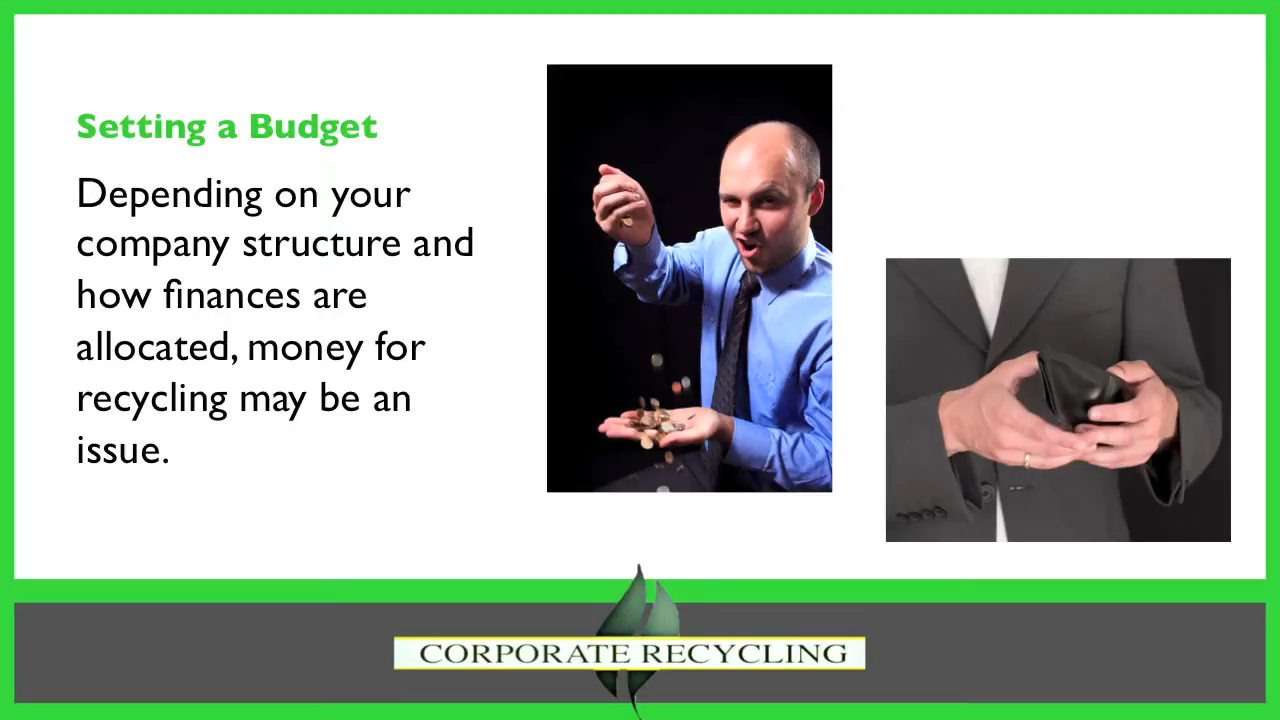 Setting a Budget
Depending on your
company structure and
how finances are
allocated, money for
recycling may be an
issue.
CORPORATE RECYCLING